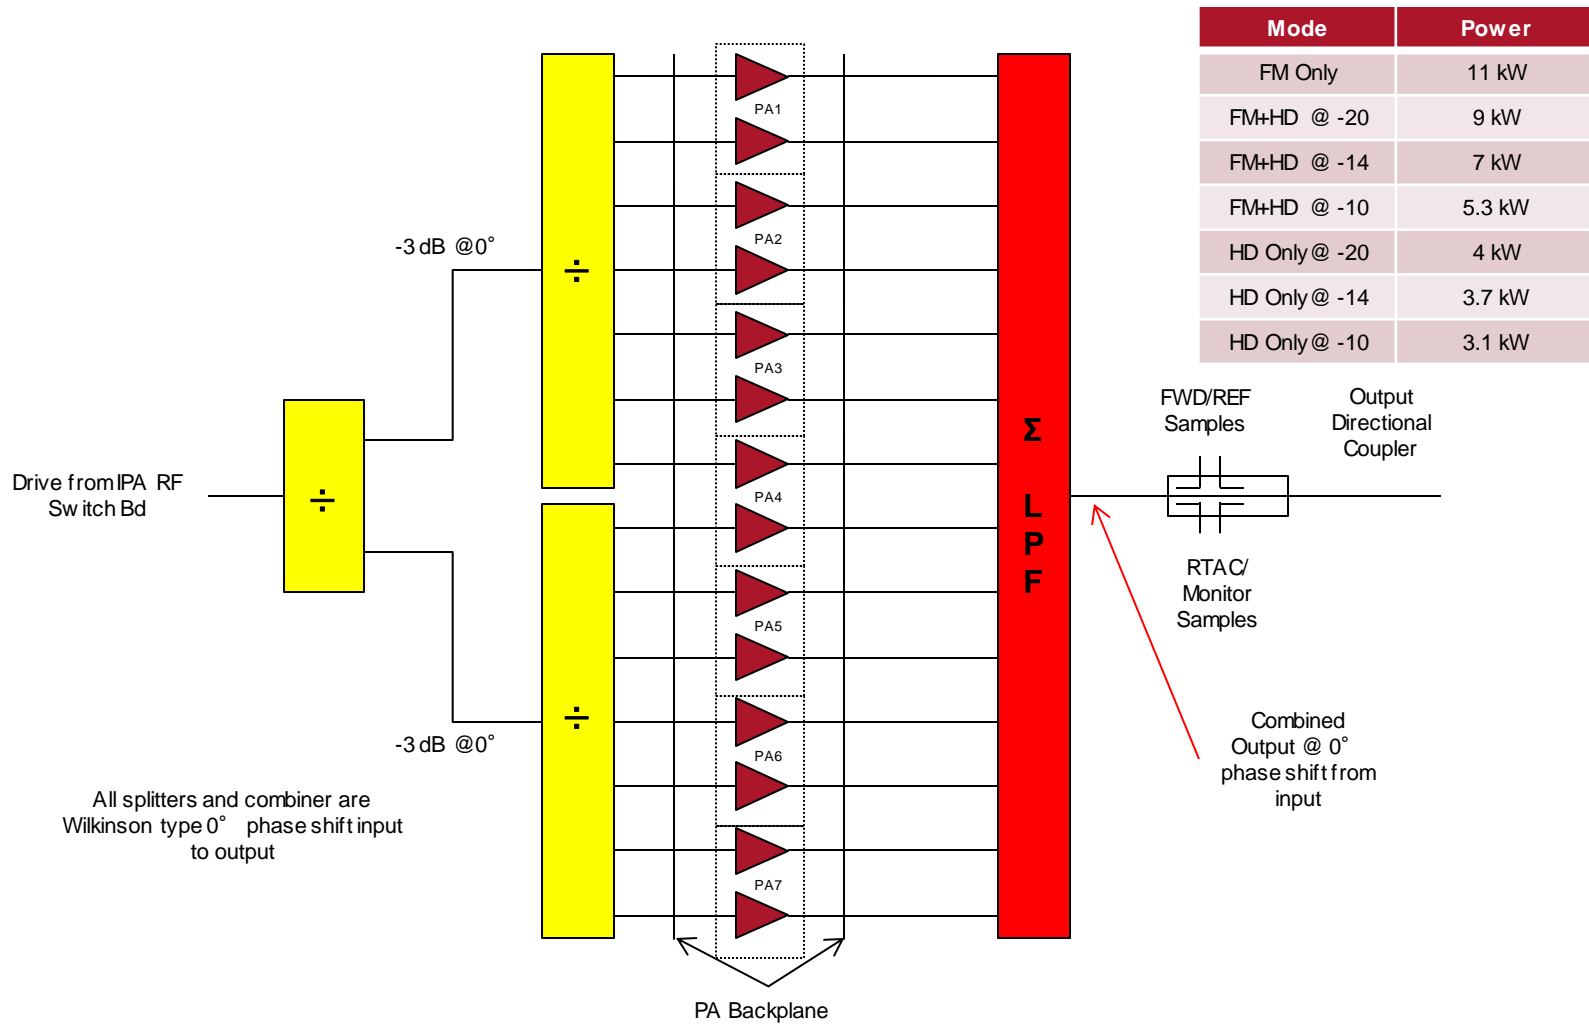 Mode Power
FM Only 11 kW
FM+HD @ -20 9 kW
FM+HD @ -14 7 kW
FM+HD @ -10 5.3 kW
HD Only @ -20 4 kW
HD Only @ -14 3.7 kW
HD Only @ -10 3.1 kW
PA1
PA2
-3 dB @0°
÷
PA3
Drive from IPA RF
Switch Bd
÷
PA4
Σ
L
P
F
FWD/REF
Samples
Output
Directional
Coupler
RTAC/
Monitor
Samples
PA5
÷
-3 dB @0°
PA6
Combined
Output @ 0°
phase shift from
input
All splitters and combiner are
Wilkinson type 0° phase shift input
to output
PA7
PA Backplane